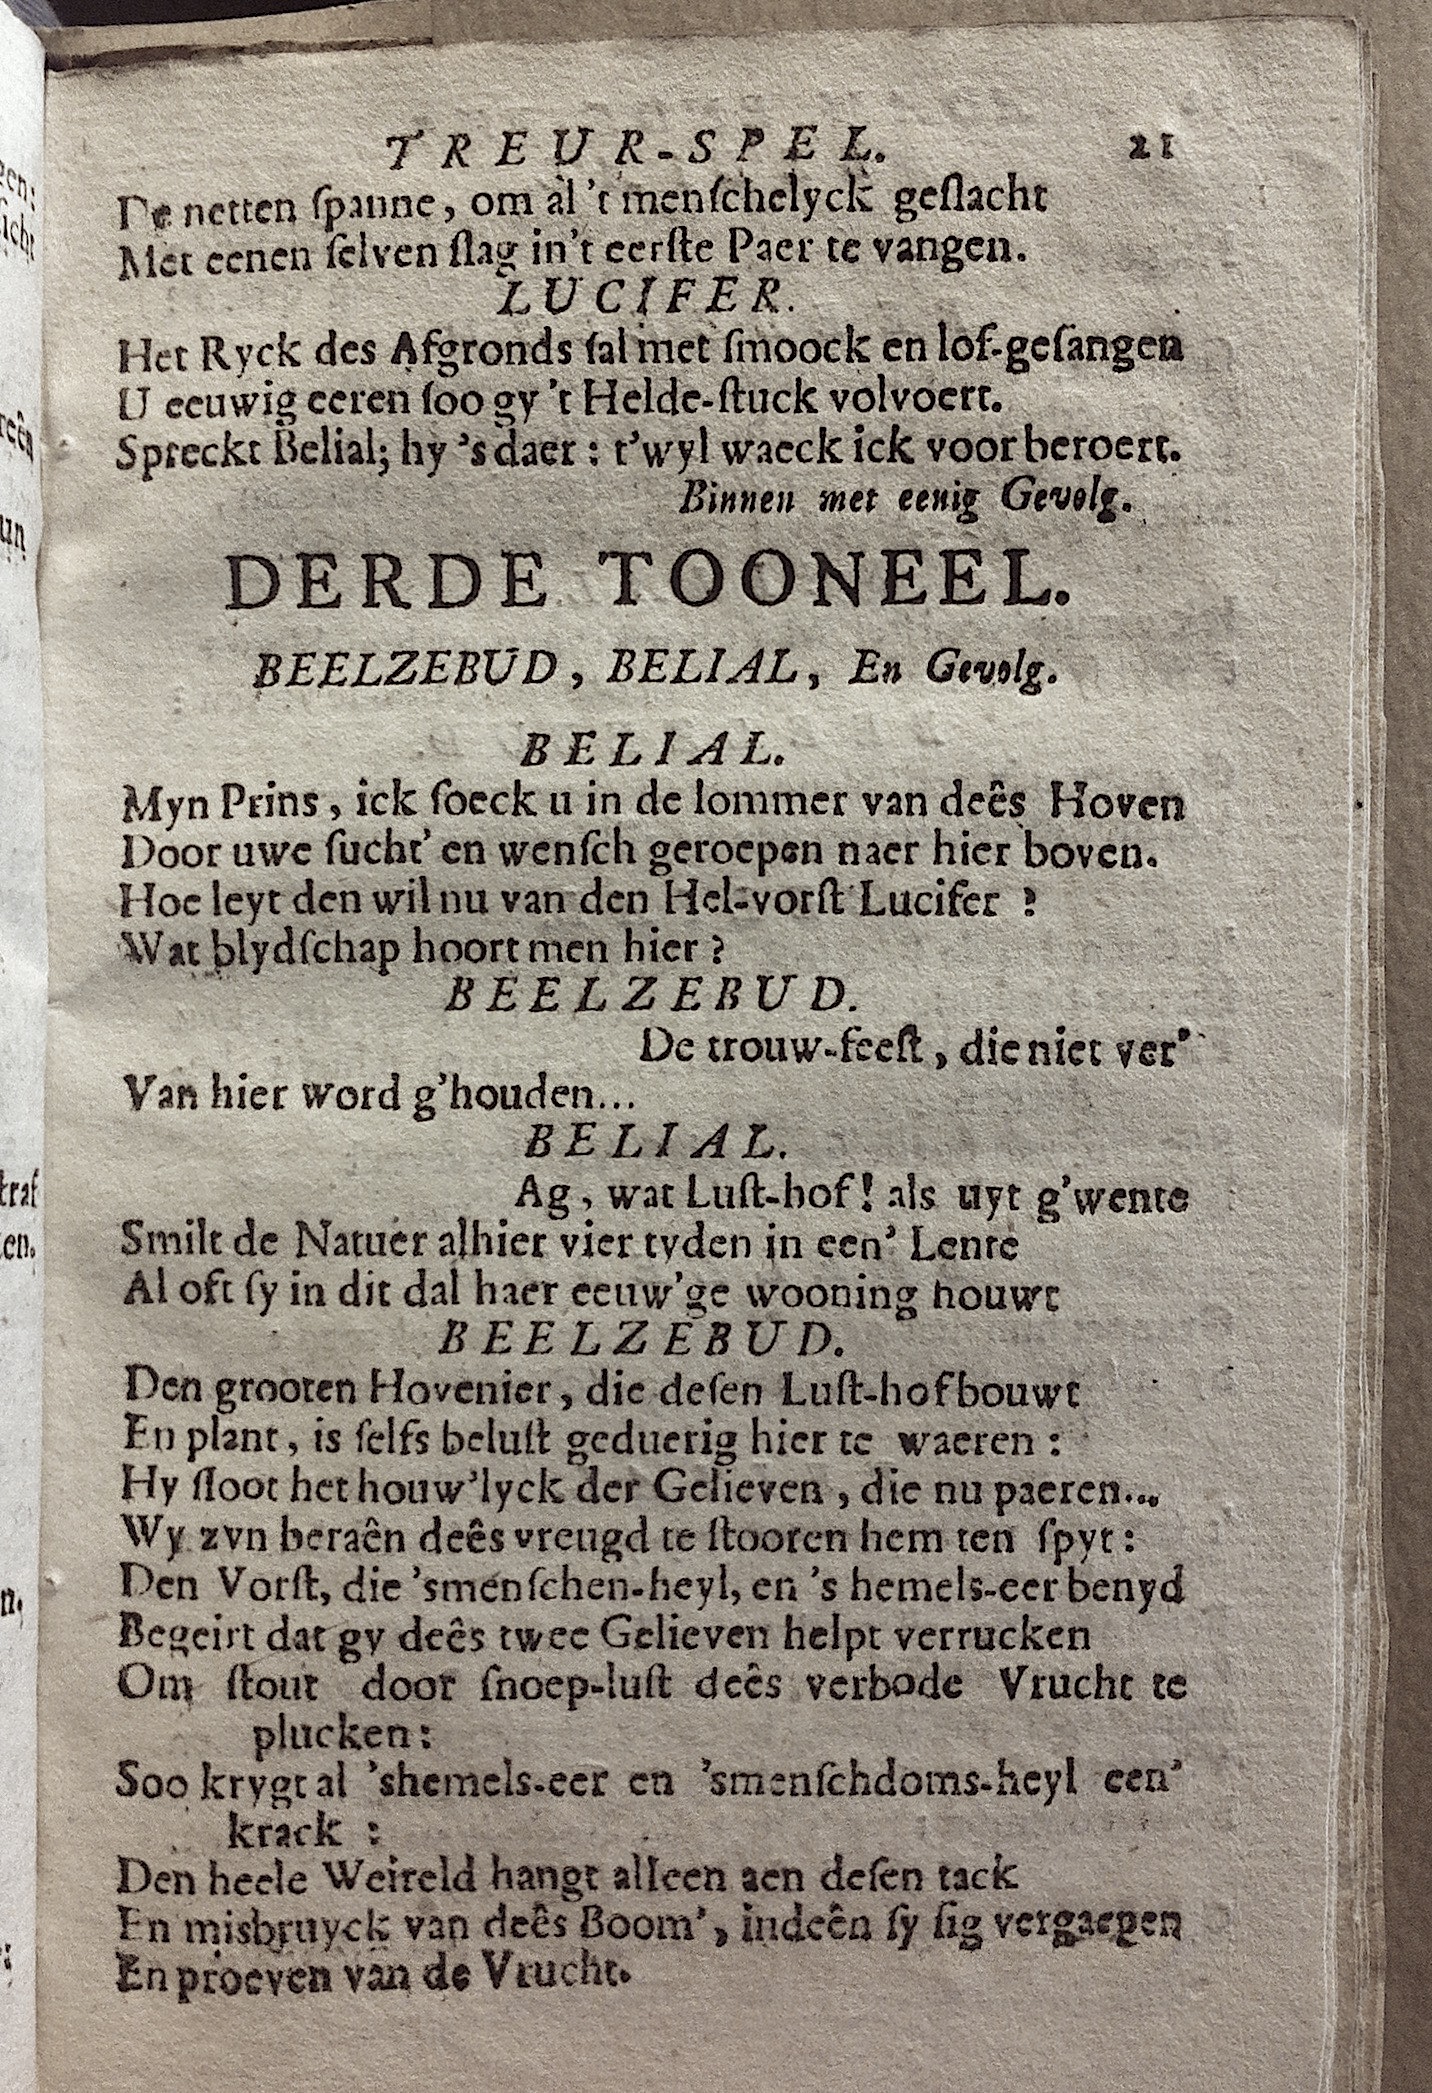 TREUR-SPEL. 21
De netten ſpanne, om al 't menſchelyck geſlacht
Met eenen ſelven ſlag in't eerſte Paer te vangen.
LUCIFER.
Het Ryck des Afgronds ſal met ſmoock en lof-geſangen
U eeuwig eeren ſoo gy 't Helde-ſtuck volvoert.
Spreckt Belial; hy 's daer: t'wyl waeck ick voor beroert.
Binnen met eenig Gevolg.
DERDE TOONEEL.
BEELZEBUD, BELIAL, En Gevolg.
BELIAL.
Myn Prins, ick ſoeck u in de lommer van deês Hoven
Door uwe ſucht' en wenſch geroepen naer hier boven.
Hoe leyt den wil nu van den Hel-vorſt Lucifer?
Wat blydſchap hoort men hier?
BEELZEBUD.
De trouw-feeſt, die niet ver'
Van hier word g'houden...
BELIAL.
Ag, wat Luſt-hof! als uyt g'wente
Smilt de Natuer alhier vier tyden in een' Lente
Al oft ſy in dit dal haer eeuw'ge wooning houwt
BEELZEBUD.
Den grooten Hovenier, die deſen Luſt-hof bouwt
En plant, is ſelfs beluſt geduerig hier te waeren:
Hy ſloot het houw'lyck der Gelieven, die nu paeren...
Wy zyn beraên deês vreugd te ſtooren hem ten ſpyt:
Den Vorſt, die 'smenſchen-heyl, en 's hemels-eer benyd
Begeirt dat gy deês twee Gelieven helpt verrucken
Om ſtout door ſnoep-luſt deês verbode Vrucht te
plucken:
Soo krygt al 'shemels-eer en 'smenſchdoms-heyl een'
krack:
Den heele Weireld hangt alleen aen deſen tack
En misbruyck van deês Boom', indeên ſy ſig vergaepen
En proeven van de Vrucht.